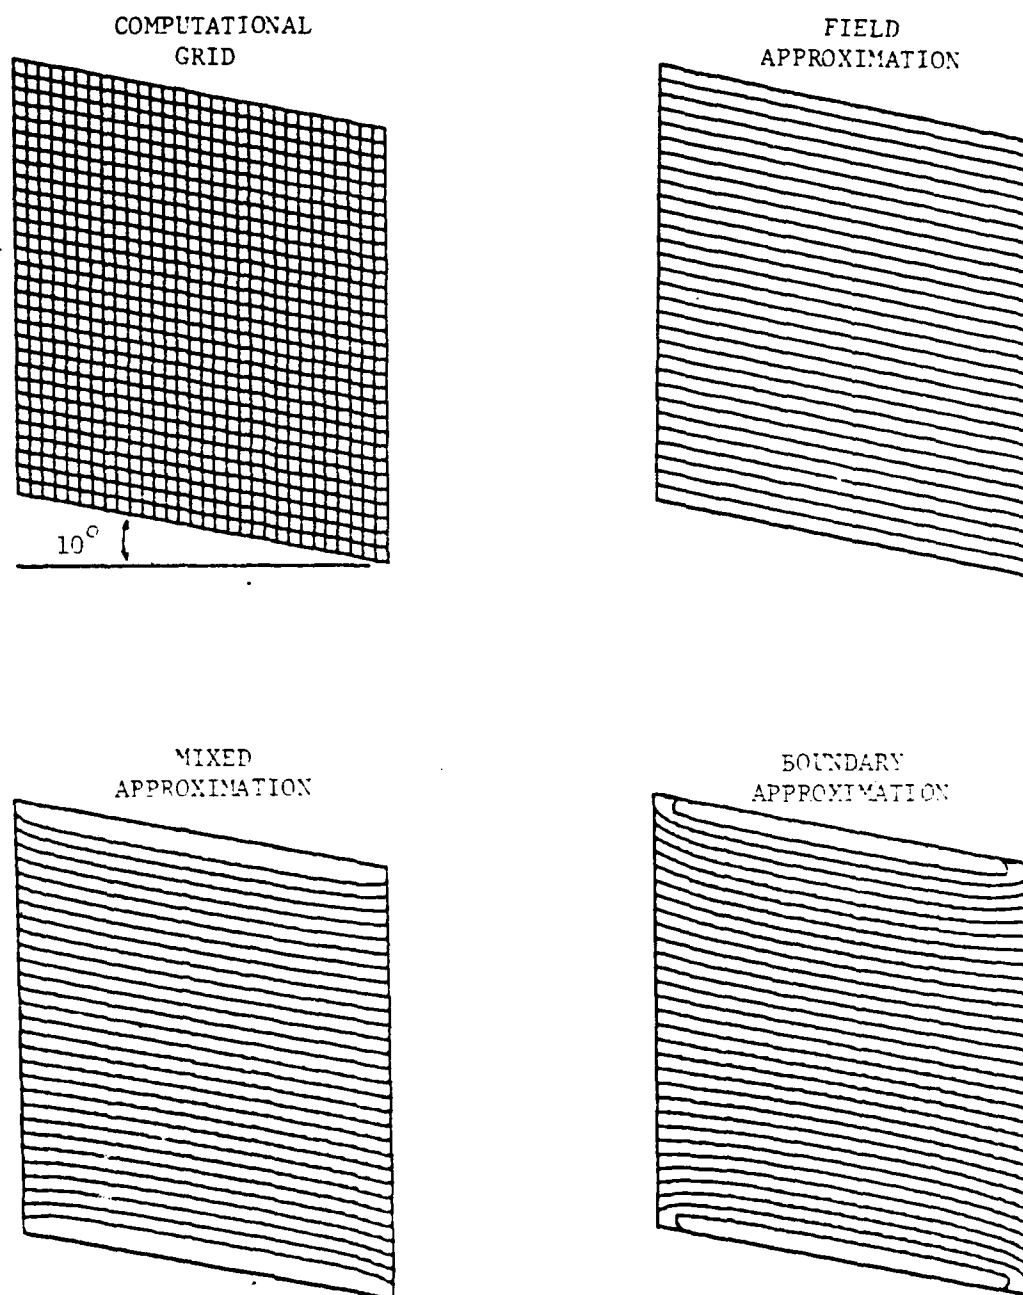 COMPUTATIONAL
GRID
FIELD
APPROXIMATION
10°
MIXED
APPROXIMATION
BOUNDARY
APPROXIMATION